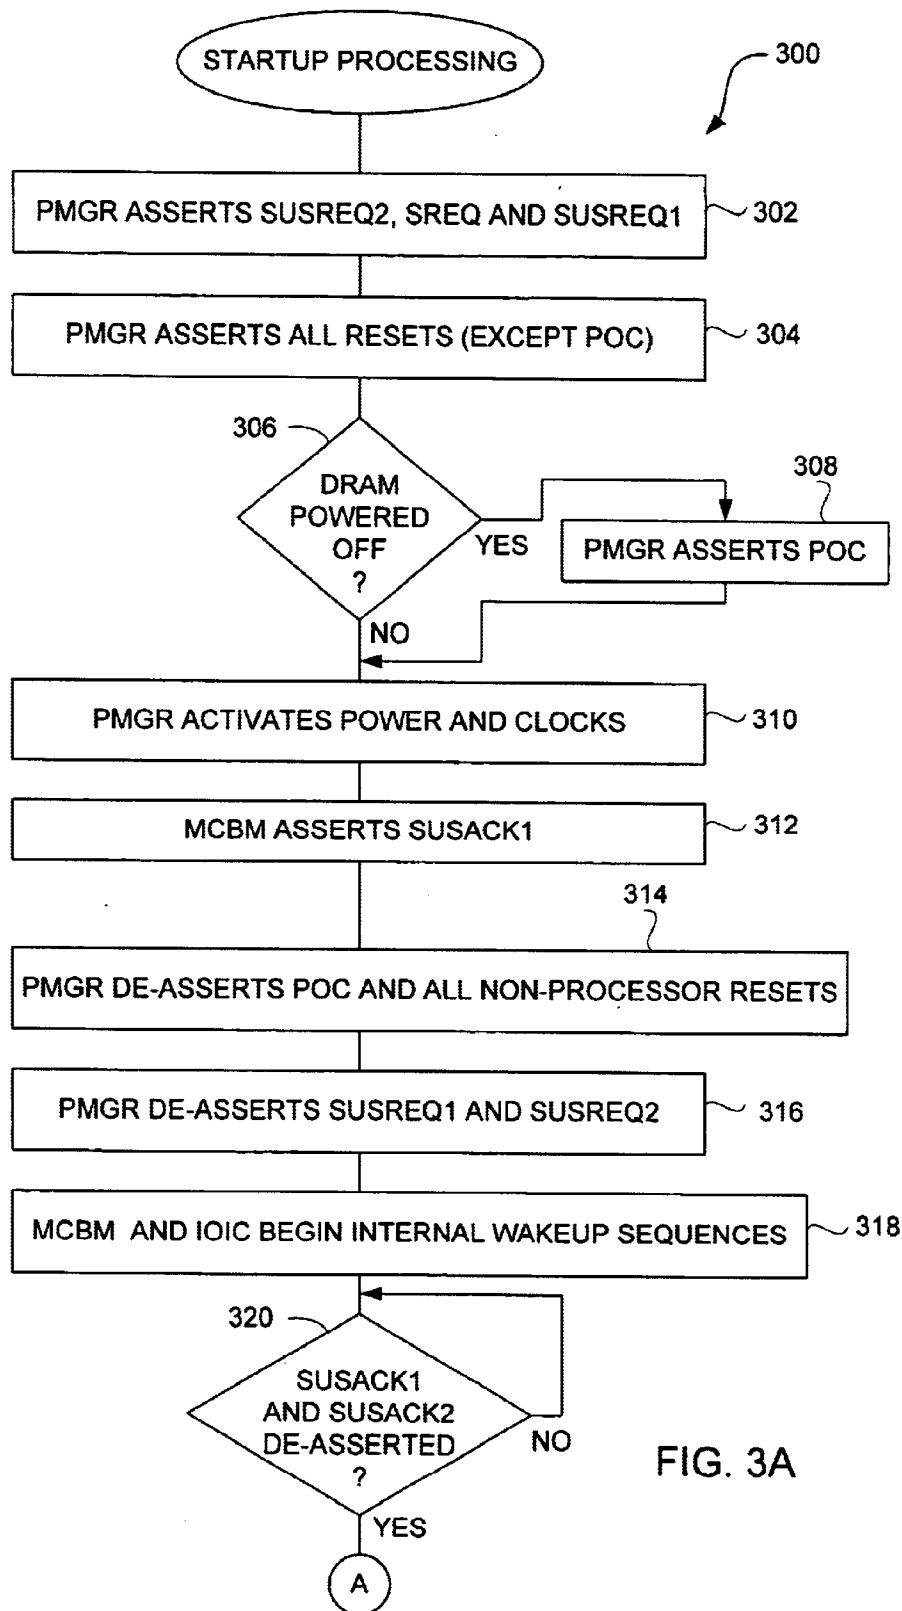 STARTUP PROCESSING
300
PMGR ASSERTS SUSREQ2, SREQ AND SUSREQ1
302
PMGR ASSERTS ALL RESETS (EXCEPT POC)
304
306
DRAM
POWERED
OFF
?
YES
308
PMGR ASSERTS POC
NO
PMGR ACTIVATES POWER AND CLOCKS
310
MCBM ASSERTS SUSACK1
312
314
PMGR DE-ASSERTS POC AND ALL NON-PROCESSOR RESETS
PMGR DE-ASSERTS SUSREQ1 AND SUSREQ2
316
MCBM AND IOIC BEGIN INTERNAL WAKEUP SEQUENCES
318
320
SUSACK1
AND SUSACK2
DE-ASSERTED
?
NO
YES
A
FIG. 3A